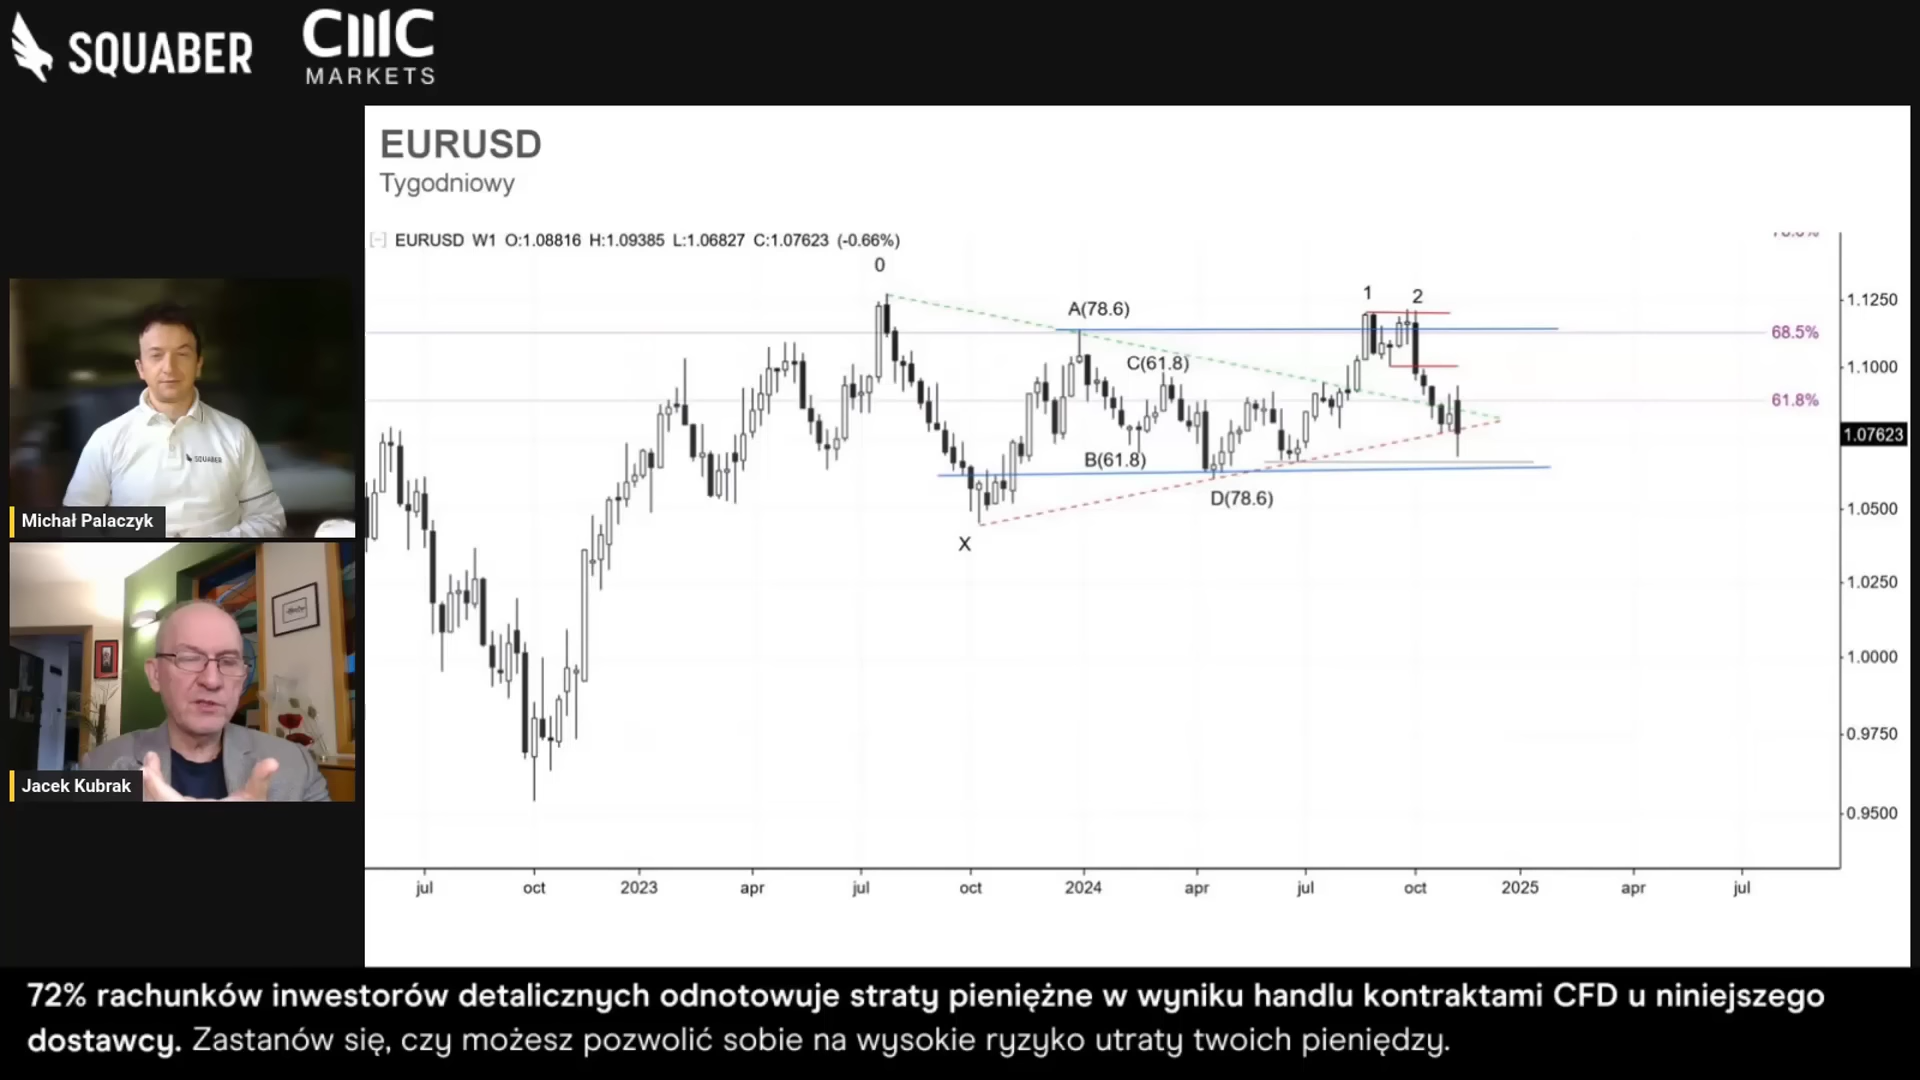 SQUABER
CMC
MARKETS
EURUSD
Tygodniowy
EURUSD W1 O:1.08816 H:1.09385 L:1.06827 C:1.07623 (-0.66%)
0
A(78.6)
1
2
C(61.8)
B(61.8)
D(78.6)
X
1.1250
68.5%
1.1000
61.8%
1.07623
1.0500
1.0250
1.0000
0.9750
0.9500
jul oct 2023 apr jul oct 2024 apr jul oct 2025 apr jul
SQUABER
Michał Palaczyk
Jacek Kubrak
72% rachunków inwestorów detalicznych odnotowuje straty pieniężne w wyniku handlu kontraktami CFD u niniejszego
dostawcy. Zastanów się, czy możesz pozwolić sobie na wysokie ryzyko utraty twoich pieniędzy.